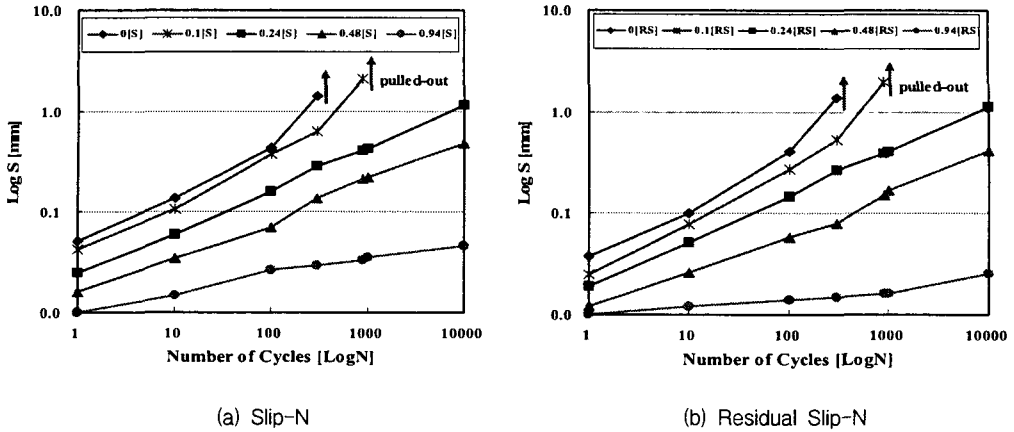 10.0
1.0
0.1
0.0
Log S [mm]
0[S] 0.1[S] 0.24[S] 0.48[S] 0.94[S]
pulled-out
1 10 100 1000 10000
Number of Cycles [LogN]
(a) Slip-N
10.0
1.0
0.1
0.0
Log S [mm]
0[RS] 0.1[RS] 0.24[RS] 0.48[RS] 0.94[RS]
pulled-out
1 10 100 1000 10000
Number of Cycles [LogN]
(b) Residual Slip-N